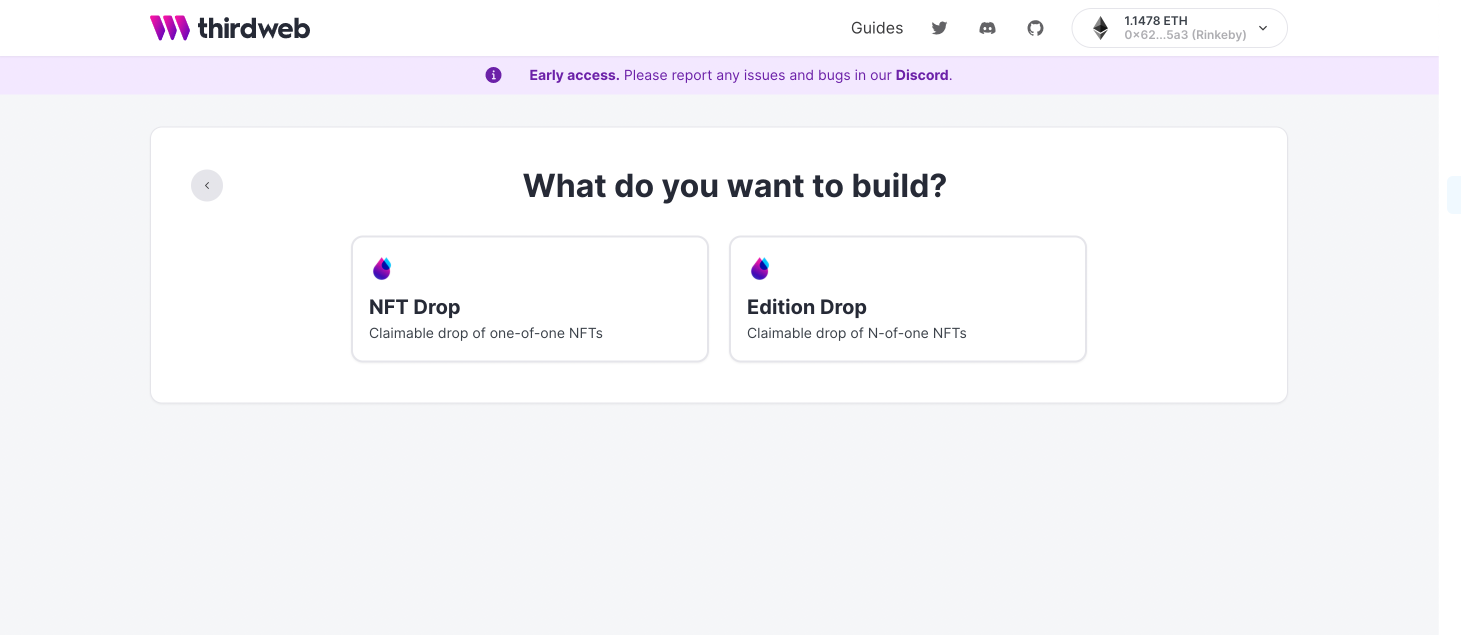 thirdweb
Guides
1.1478 ETH
0x62...5a3 (Rinkeby)
Early access. Please report any issues and bugs in our Discord.
What do you want to build?
NFT Drop
Claimable drop of one-of-one NFTs
Edition Drop
Claimable drop of N-of-one NFTs